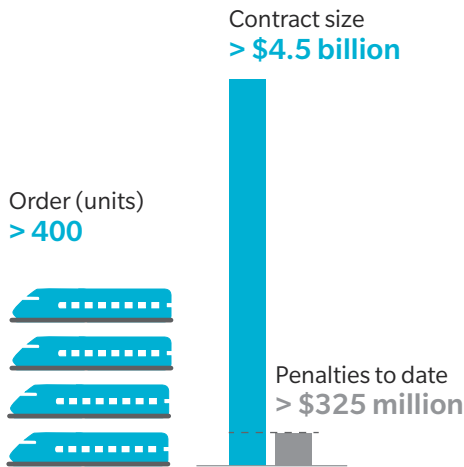 Contract size
> $4.5 billion
Order (units)
> 400
Penalties to date
> $325 million